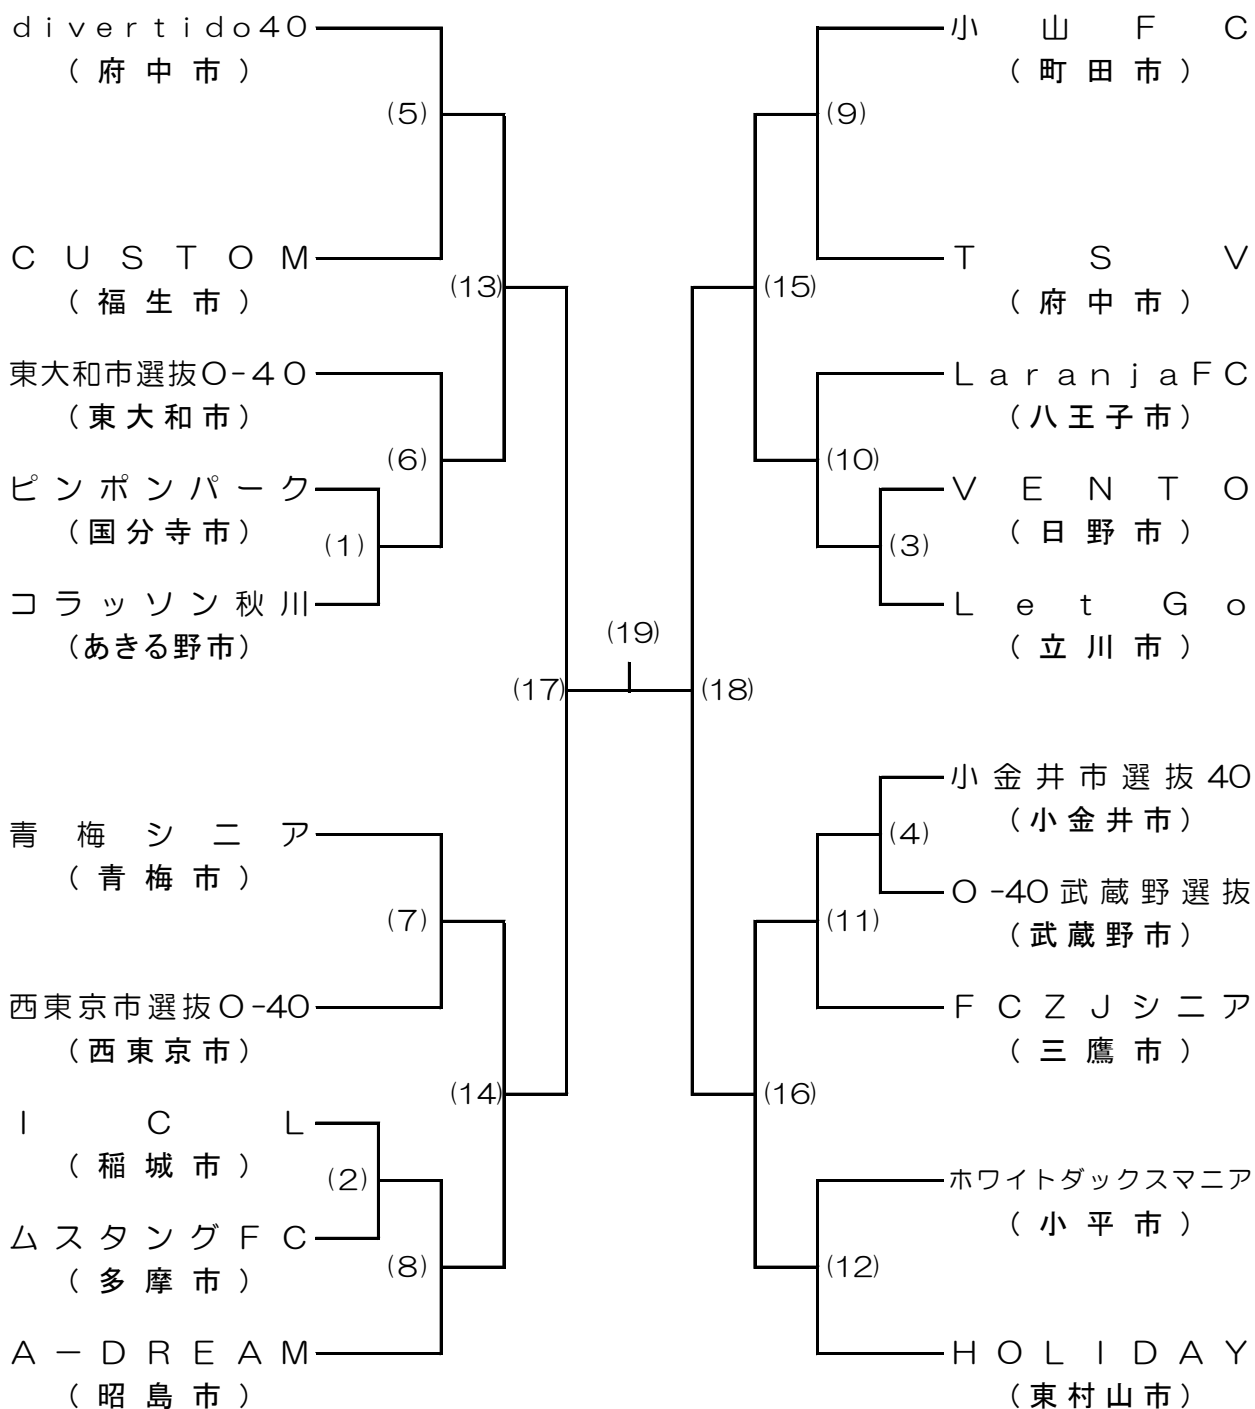 divertido40
(府中市)
(5)
CUSTOM
(福生市)
(13)
東大和市選抜O-40
(東大和市)
(6)
ピンポンパーク
(国分寺市)
(1)
コラッソン秋川
(あきる野市)
(17)
青梅シニア
(青梅市)
(7)
西東京市選抜O-40
(西東京市)
(14)
ICL
(稲城市)
(2)
ムスタングFC
(多摩市)
(8)
A-DREAM
(昭島市)
(19)
小山FC
(町田市)
(9)
TSV
(府中市)
(15)
LaranjaFC
(八王子市)
(10)
VENTO
(日野市)
(3)
Let Go
(立川市)
(18)
小金井市選抜40
(小金井市)
(4)
O-40武蔵野選抜
(武蔵野市)
(11)
FCZJシニア
(三鷹市)
(16)
ホワイトダックスマニア
(小平市)
(12)
HOLIDAY
(東村山市)